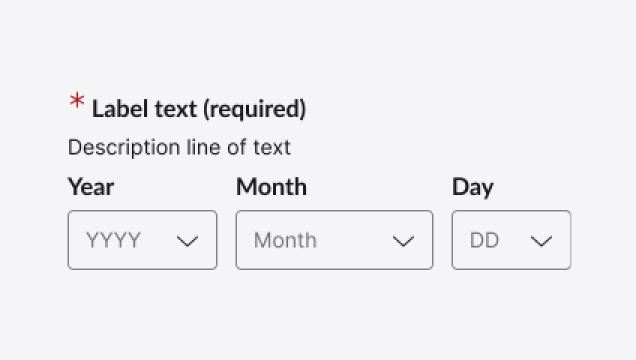 * Label text (required)
Description line of text
Year Month Day
YYYY Month DD